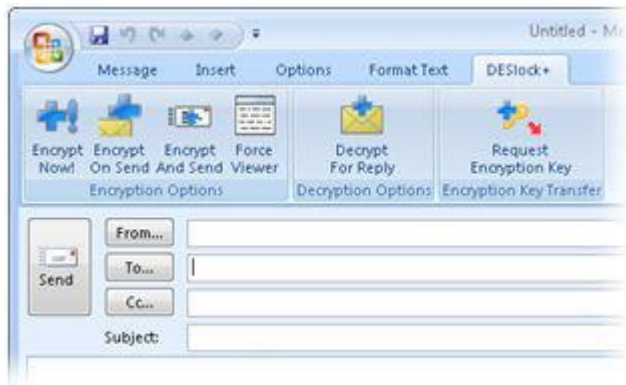 Untitled - M
Message Insert Options Format Text DESlock+
Encrypt Encrypt Encrypt Force Decrypt Request
Now! On Send And Send Viewer For Reply Encryption Key
Encryption Options Decryption Options Encryption Key Transfer
From...
To...
Send
Cc...
Subject: